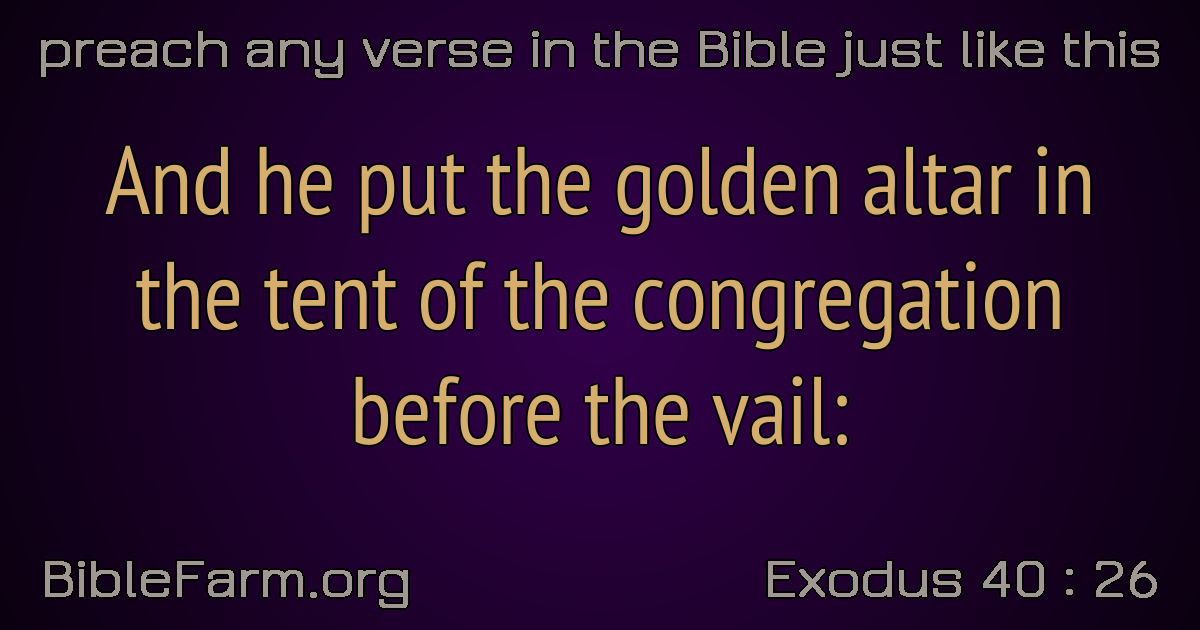 preach any verse in the Bible just like this
And he put the golden altar in
the tent of the congregation
before the vail:
BibleFarm.org
Exodus 40 : 26